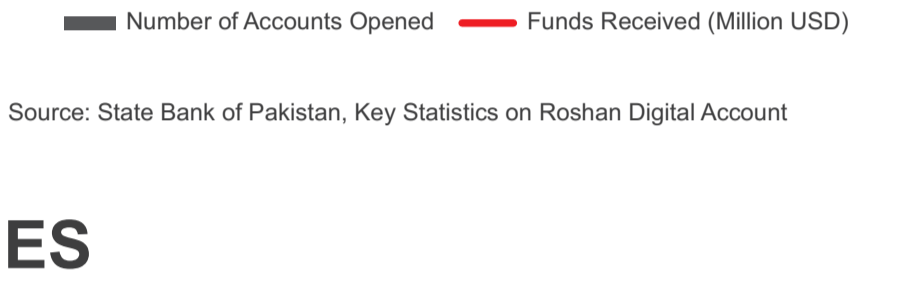 Number of Accounts Opened Funds Received (Million USD)
Source: State Bank of Pakistan, Key Statistics on Roshan Digital Account
ES